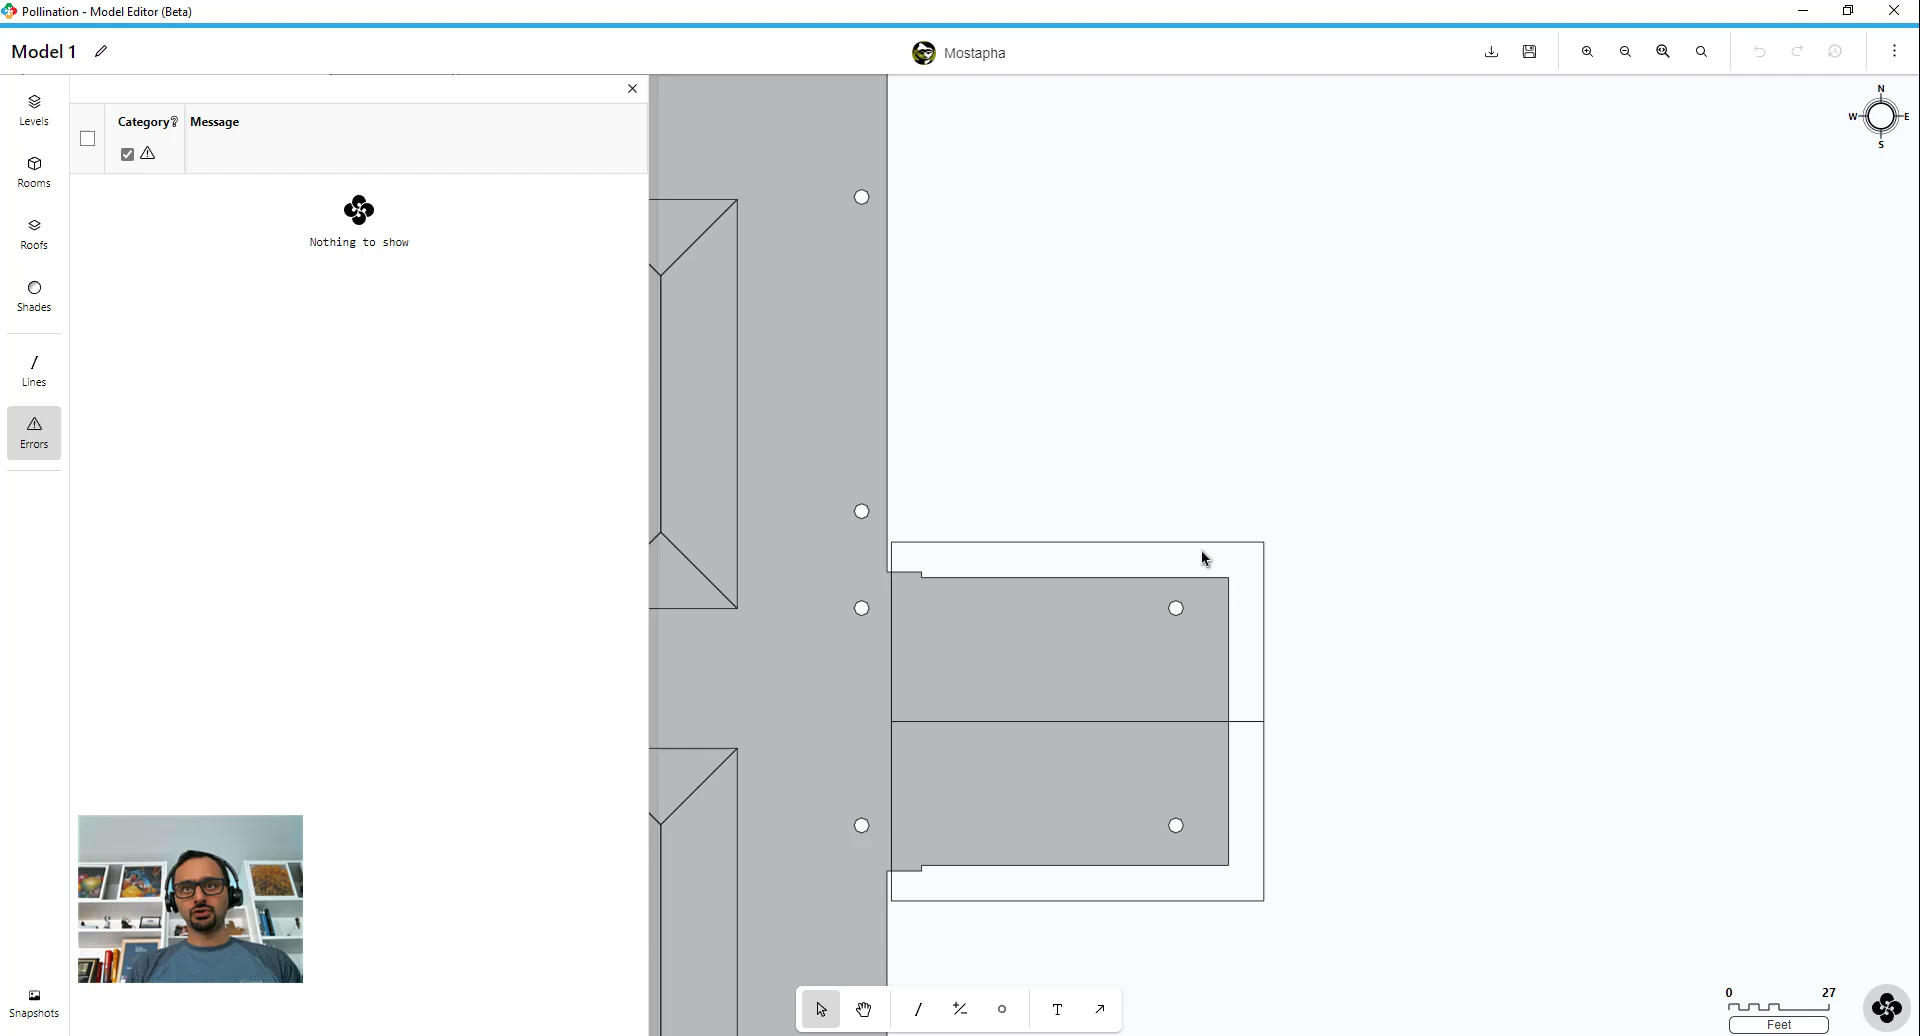 Pollination - Model Editor (Beta)
Model 1
Mostapha
Levels
Rooms
Roofs
Shades
Lines
Errors
Snapshots
Category?
Message
Nothing to show
N
W
E
S
T
0
27
Feet